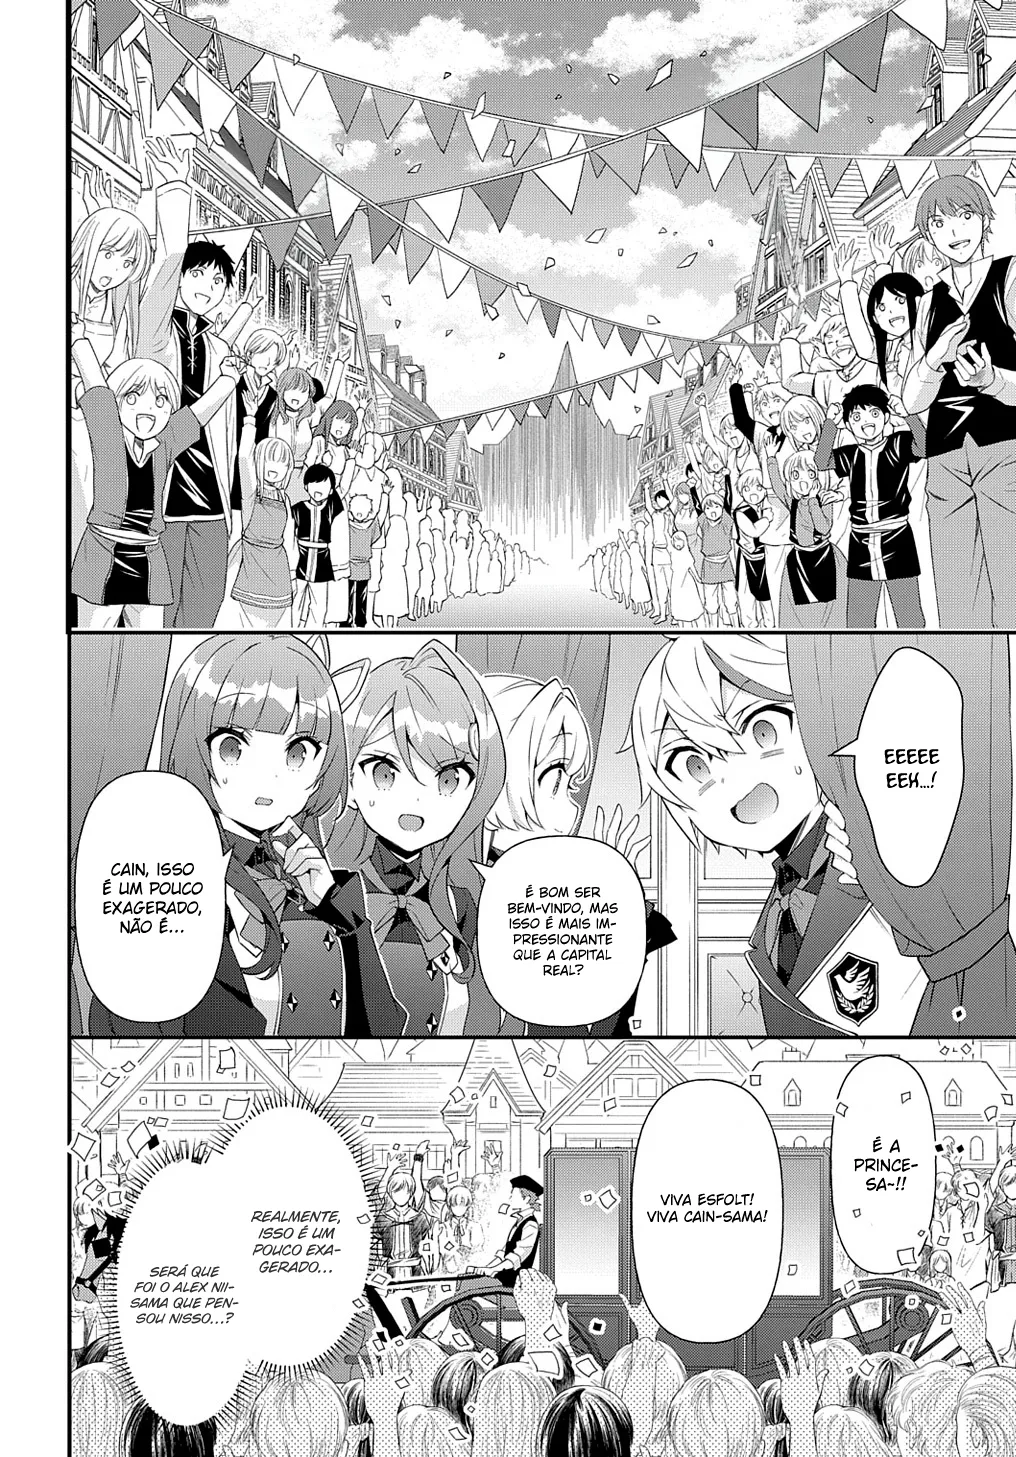 EEEEE
EEH...!
É BOM SER
BEM-VINDO, MAS
ISSO É MAIS IM-
PRESSIONANTE
QUE A CAPITAL
REAL?
CAIN, ISSO
É UM POUCO
EXAGERADO,
NÃO É...
É A
PRINCE-
SA~!!
VIVA ESFOLT!
VIVA CAIN-SAMA!
REALMENTE,
ISSO É UM
POUCO EXA-
GERADO...
SERÁ QUE
FOI O ALEX NII-
SAMA QUE PEN-
SOU NISSO...?